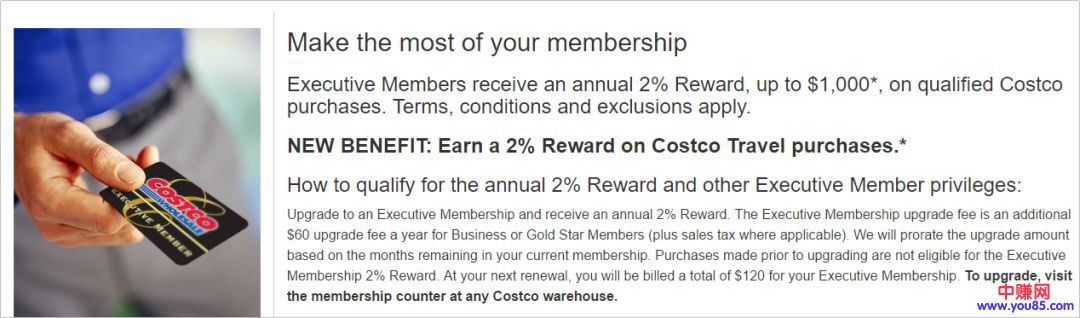 Make the most of your membership
Executive Members receive an annual 2% Reward, up to $1,000*, on qualified Costco
purchases. Terms, conditions and exclusions apply.
NEW BENEFIT: Earn a 2% Reward on Costco Travel purchases.*
How to qualify for the annual 2% Reward and other Executive Member privileges:
Upgrade to an Executive Membership and receive an annual 2% Reward. The Executive Membership upgrade fee is an additional
$60 upgrade fee a year for Business or Gold Star Members (plus sales tax where applicable). We will prorate the upgrade amount
based on the months remaining in your current membership. Purchases made prior to upgrading are not eligible for the Executive
Membership 2% Reward. At your next renewal, you will be billed a total of $120 for your Executive Membership. To upgrade, visit
the membership counter at any Costco warehouse.
COSTCO
WHOLESALE
EXECUTIVE MEMBER
中赚网
www.you85.com